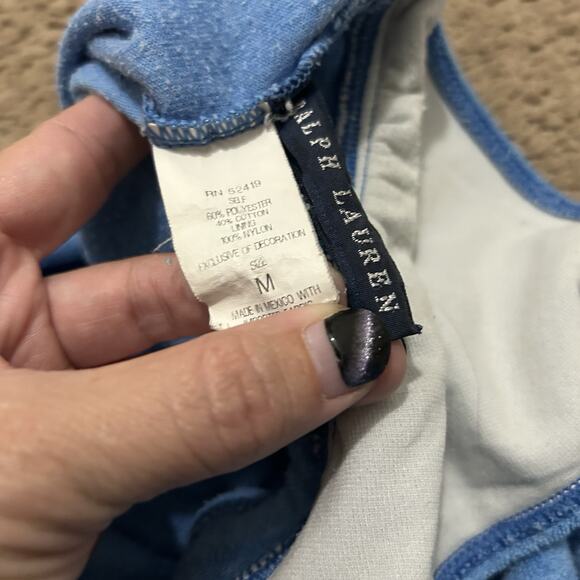 RN 52419
SELF
60% POLYESTER
40% COTTON
LINING
100% NYLON
EXCLUSIVE OF DECORATION
SIZE
M
MADE IN MEXICO WITH
RALPH LAUREN